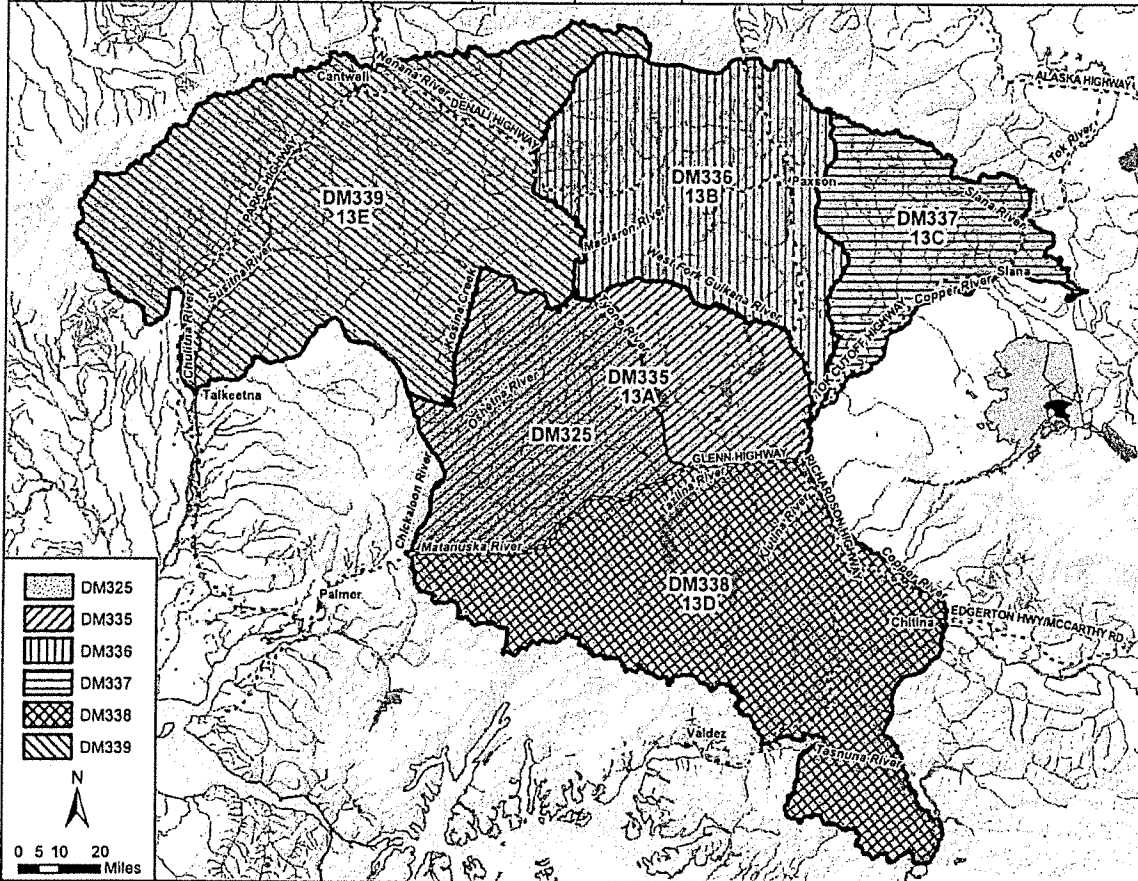 ALASKA HIGHWAY
Tok River
Nenana River
Cantwell
DENALI HIGHWAY
PARKS HIGHWAY
DM339
13E
Susitna River
Chulitna River
Talkeetna
Kosina Creek
DM336
13B
Paxson
Maclaren River
West Fork Gulkana River
DM337
13C
Slana River
Slana
Copper River
TOK CUTOFF HIGHWAY
DM335
13A
Oshetna River
DM325
GLENN HIGHWAY
Chickaloon River
Matanuska River
Tazlina River
RICHARDSON HIGHWAY
DM338
13D
Copper River
EDGERTON HWY/MCCARTHY RD
Chitina
Palmer
Valdez
Tasnuna River
DM325
DM335
DM336
DM337
DM338
DM339
N
0 5 10 20
Miles